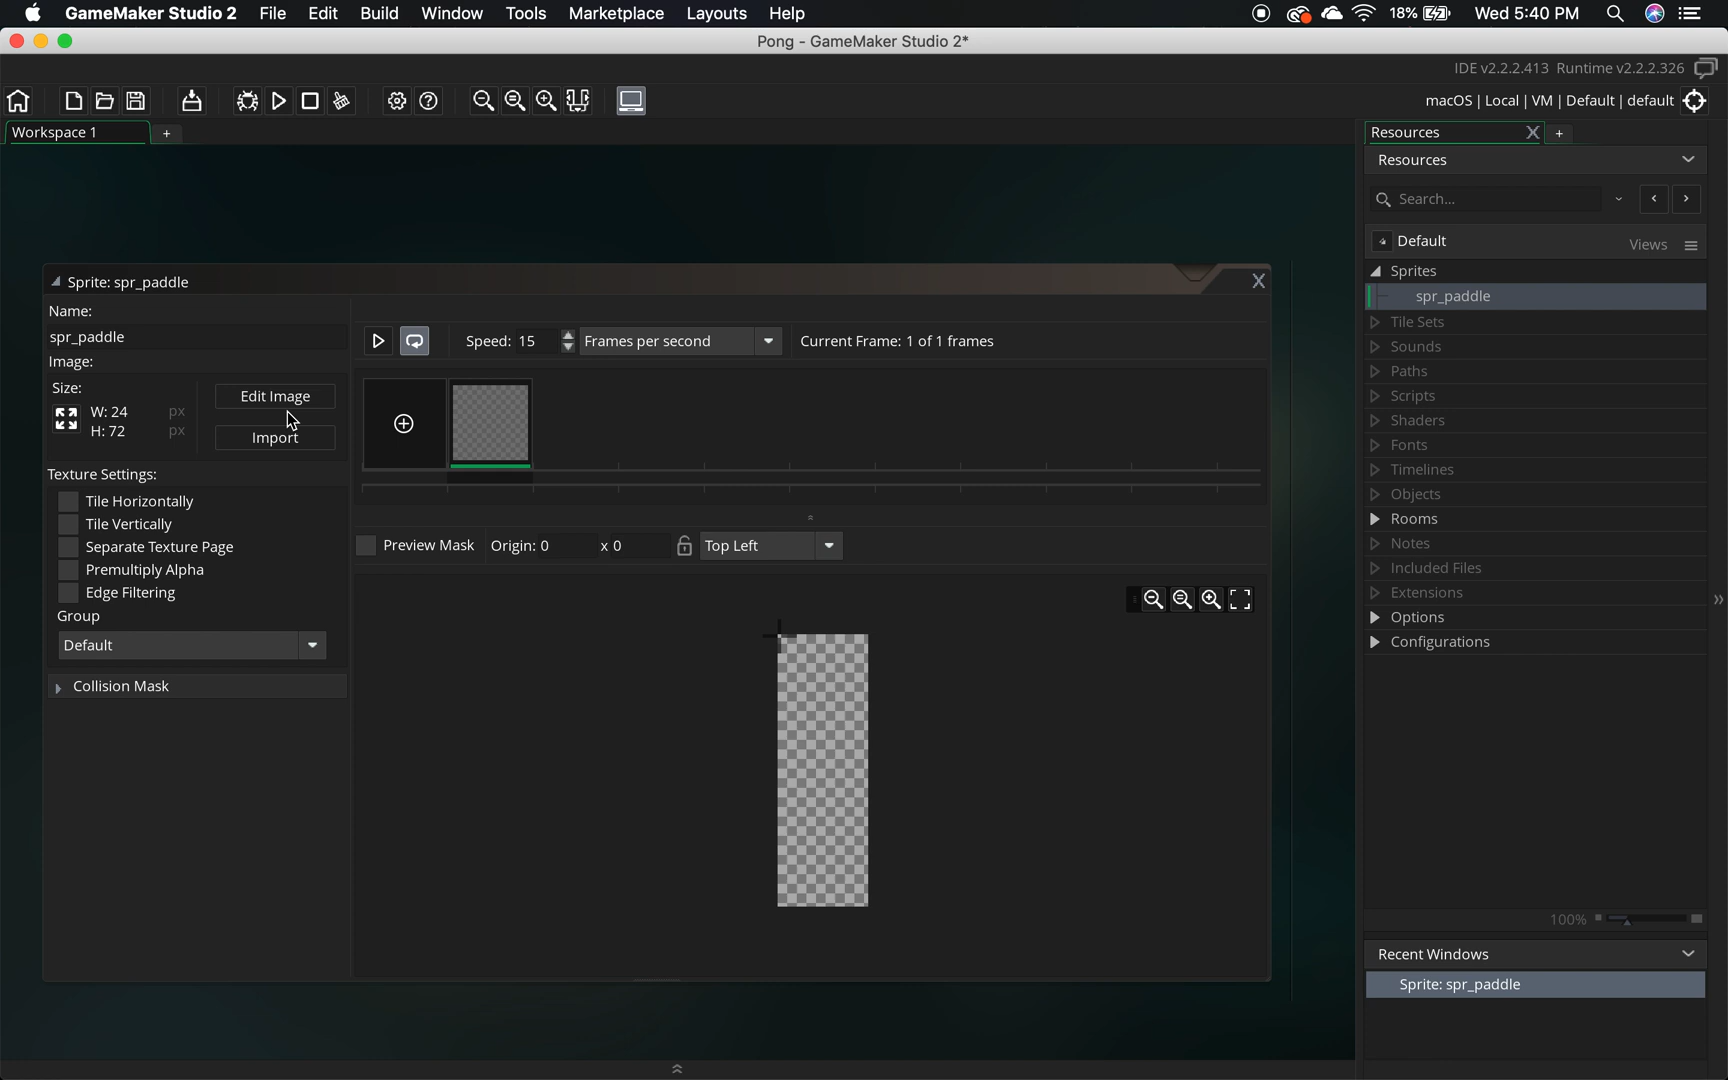 GameMaker Studio 2 File Edit Build Window Tools Marketplace Layouts Help 18% Wed 5:40 PM
Pong - GameMaker Studio 2*
IDE v2.2.2.413 Runtime v2.2.2.326
macOS | Local | VM | Default | default
Workspace 1 +
Resources X +
Resources
Search...
Default Views
Sprites
spr_paddle
Tile Sets
Sounds
Paths
Scripts
Shaders
Fonts
Timelines
Objects
Rooms
Notes
Included Files
Extensions
Options
Configurations
100%
Recent Windows
Sprite: spr_paddle
Sprite: spr_paddle X
Name:
spr_paddle
Image:
Size:
W: 24 px
H: 72 px
Edit Image
Import
Texture Settings:
Tile Horizontally
Tile Vertically
Separate Texture Page
Premultiply Alpha
Edge Filtering
Group
Default
Collision Mask
Speed: 15 Frames per second Current Frame: 1 of 1 frames
Preview Mask Origin: 0 x 0 Top Left